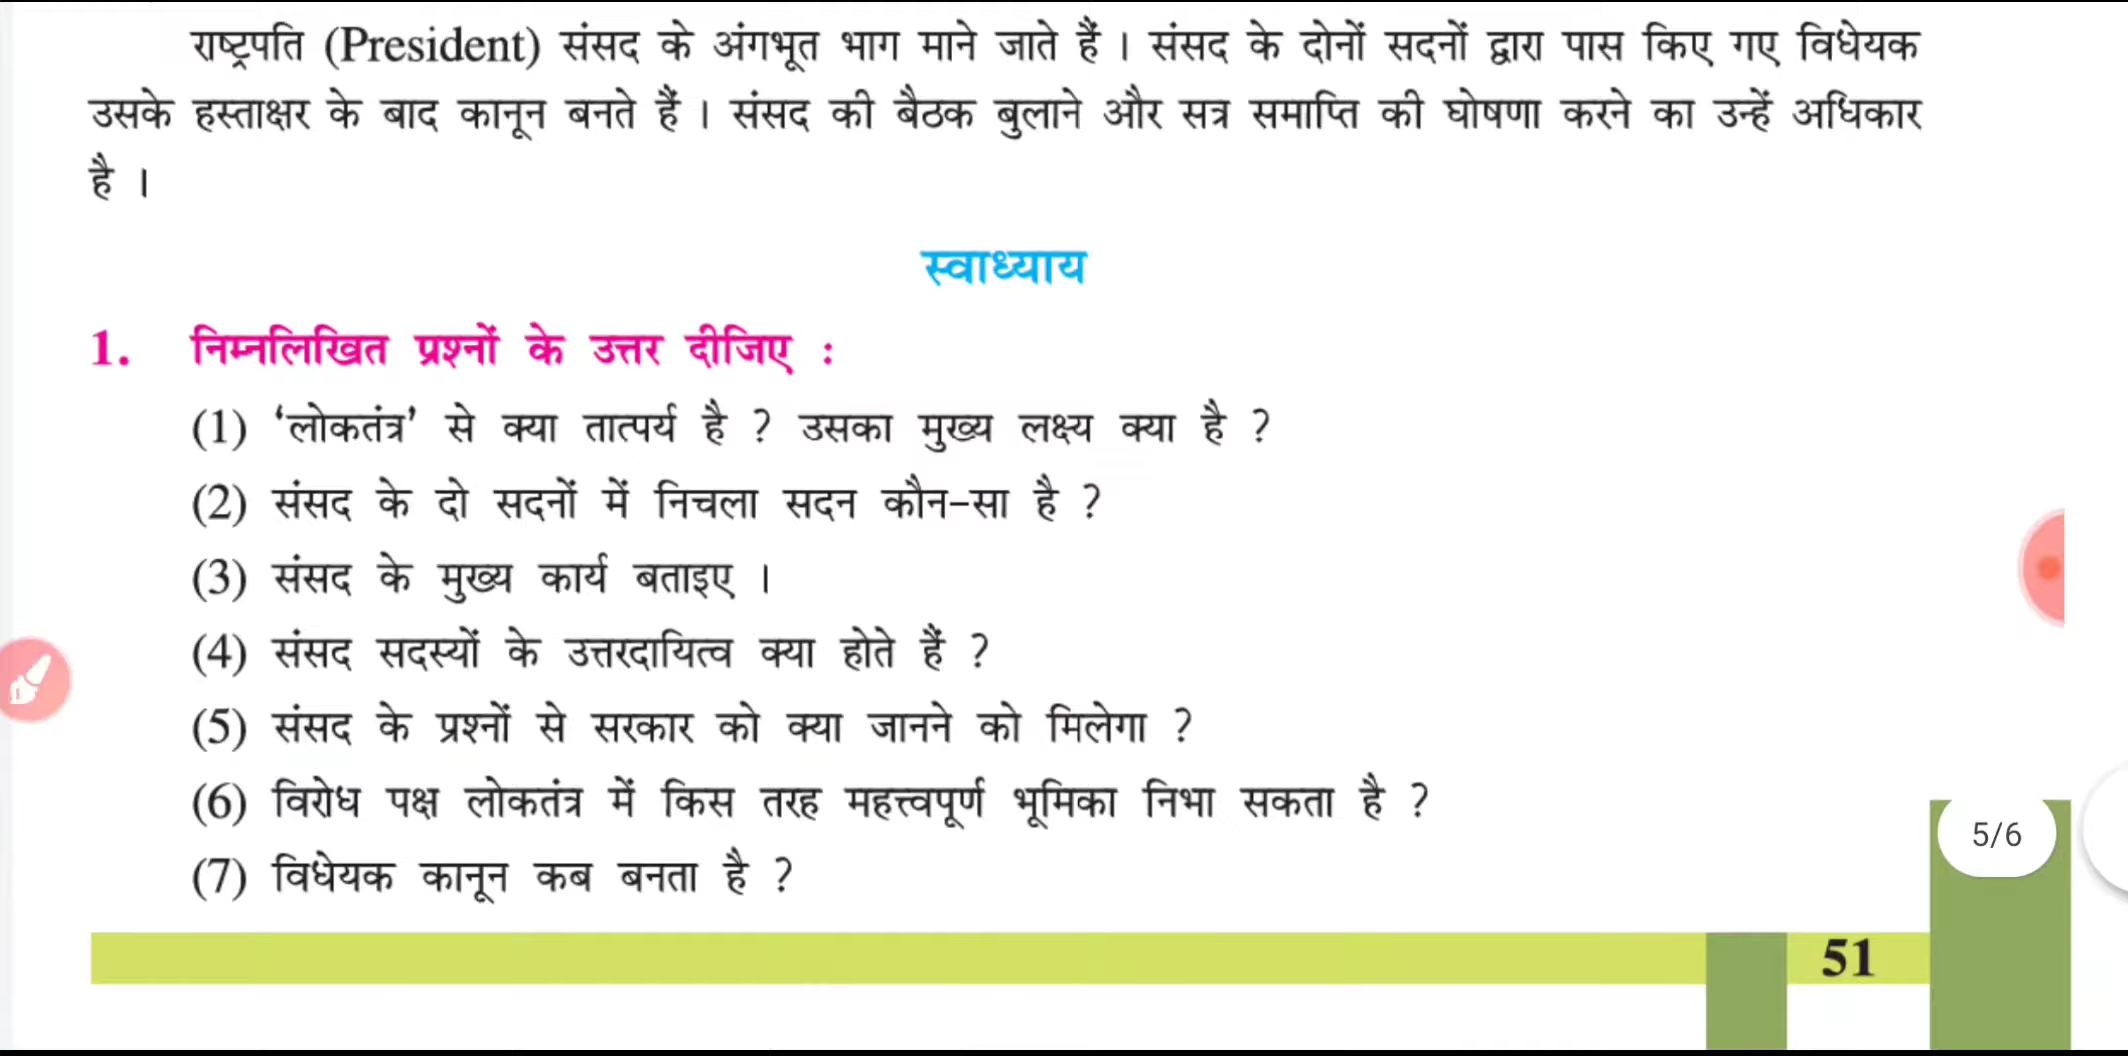 राष्ट्रपति (President) संसद के अंगभूत भाग माने जाते हैं । संसद के दोनों सदनों द्वारा पास किए गए विधेयक
उसके हस्ताक्षर के बाद कानून बनते हैं । संसद की बैठक बुलाने और सत्र समाप्ति की घोषणा करने का उन्हें अधिकार
है ।
स्वाध्याय
1. निम्नलिखित प्रश्नों के उत्तर दीजिए :
(1) ‘लोकतंत्र’ से क्या तात्पर्य है ? उसका मुख्य लक्ष्य क्या है ?
(2) संसद के दो सदनों में निचला सदन कौन-सा है ?
(3) संसद के मुख्य कार्य बताइए ।
(4) संसद सदस्यों के उत्तरदायित्व क्या होते हैं ?
(5) संसद के प्रश्नों से सरकार को क्या जानने को मिलेगा ?
(6) विरोध पक्ष लोकतंत्र में किस तरह महत्त्वपूर्ण भूमिका निभा सकता है ?
(7) विधेयक कानून कब बनता है ?
5/6
51